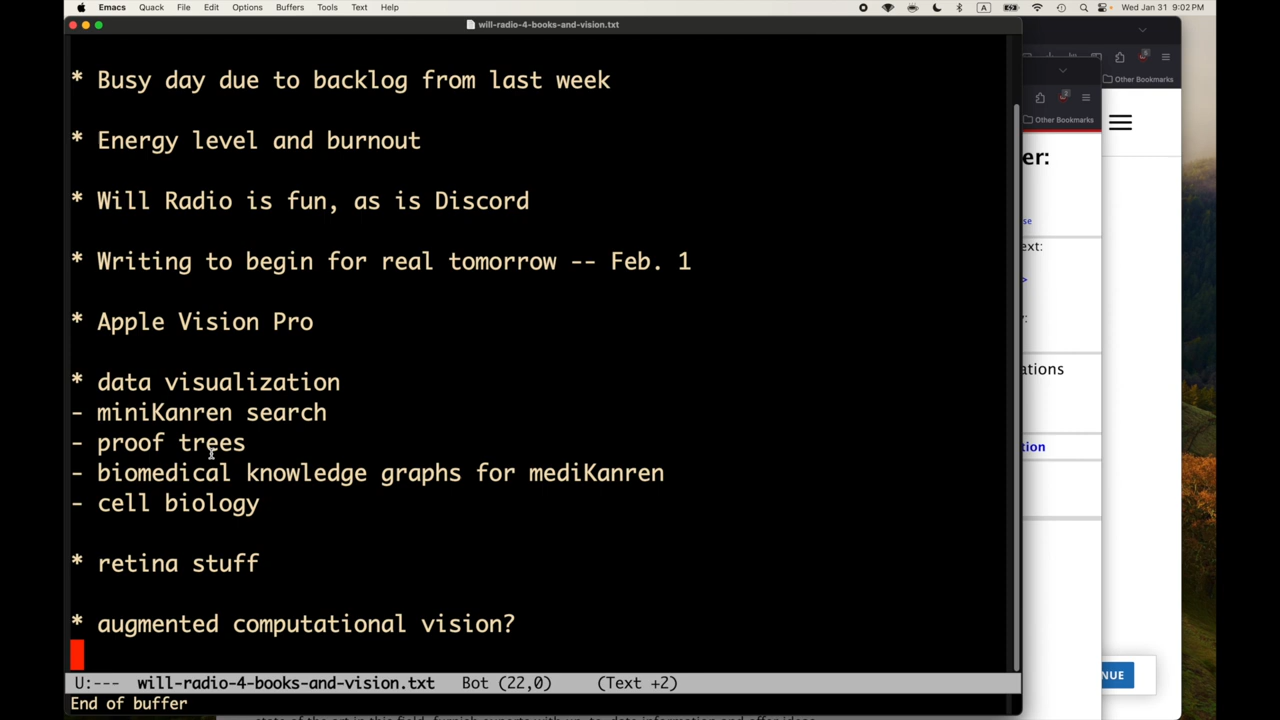 Emacs Quack File Edit Options Buffers Tools Text Help
Wed Jan 31 9:02 PM
will-radio-4-books-and-vision.txt
* Busy day due to backlog from last week
* Energy level and burnout
* Will Radio is fun, as is Discord
* Writing to begin for real tomorrow -- Feb. 1
* Apple Vision Pro
* data visualization
- miniKanren search
- proof trees
- biomedical knowledge graphs for mediKanren
- cell biology
* retina stuff
* augmented computational vision?
U:--- will-radio-4-books-and-vision.txt Bot (22,0) (Text +2)
End of buffer
Other Bookmarks
Other Bookmarks
er:
se
ext:
>
y:
ations
tion
NUE